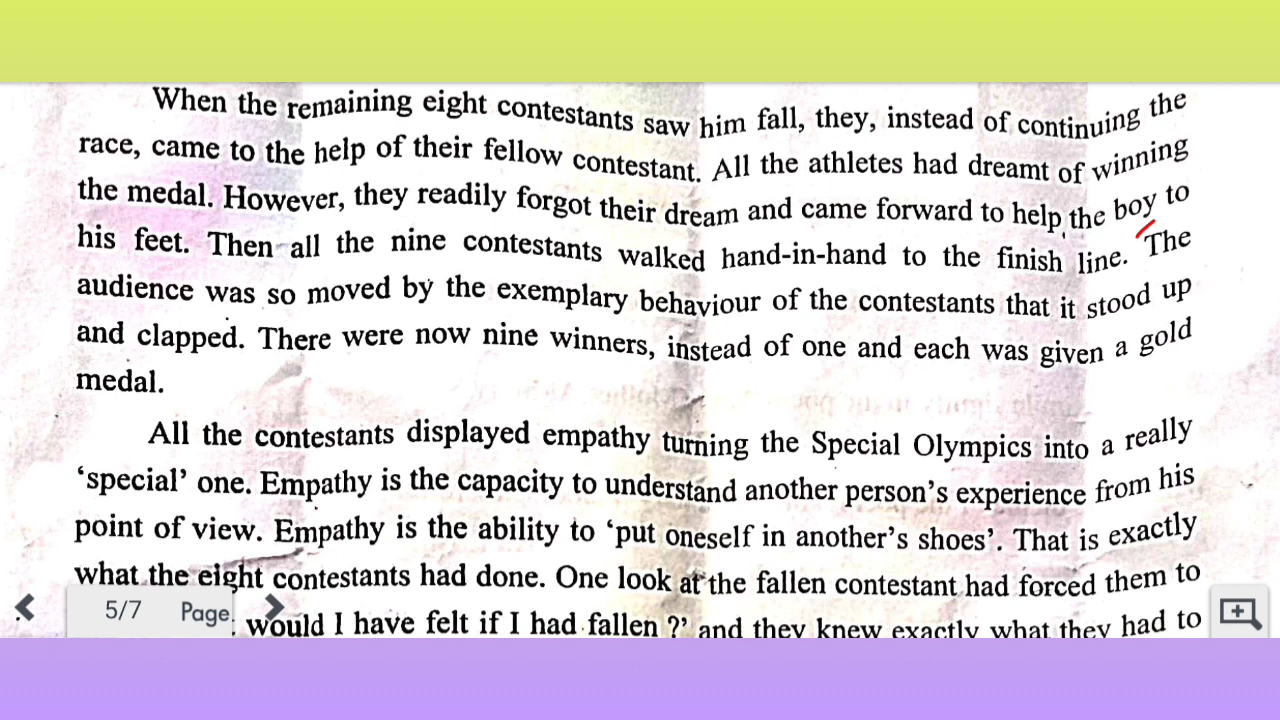 When the remaining eight contestants saw him fall, they, instead of continuing the
race, came to the help of their fellow contestant. All the athletes had dreamt of winning
the medal. However, they readily forgot their dream and came forward to help the boy to
his feet. Then all the nine contestants walked hand-in-hand to the finish line. The
audience was so moved by the exemplary behaviour of the contestants that it stood up
and clapped. There were now nine winners, instead of one and each was given a gold
medal.
All the contestants displayed empathy turning the Special Olympics into a really
‘special’ one. Empathy is the capacity to understand another person’s experience from his
point of view. Empathy is the ability to ‘put oneself in another’s shoes’. That is exactly
what the eight contestants had done. One look at the fallen contestant had forced them to
would I have felt if I had fallen ?’ and they knew exactly what they had to
5/7 Page